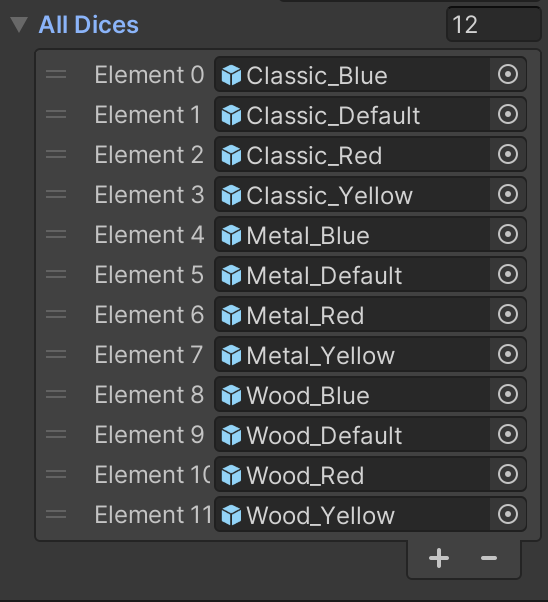 All Dices 12
Element 0 Classic_Blue
Element 1 Classic_Default
Element 2 Classic_Red
Element 3 Classic_Yellow
Element 4 Metal_Blue
Element 5 Metal_Default
Element 6 Metal_Red
Element 7 Metal_Yellow
Element 8 Wood_Blue
Element 9 Wood_Default
Element 10 Wood_Red
Element 11 Wood_Yellow